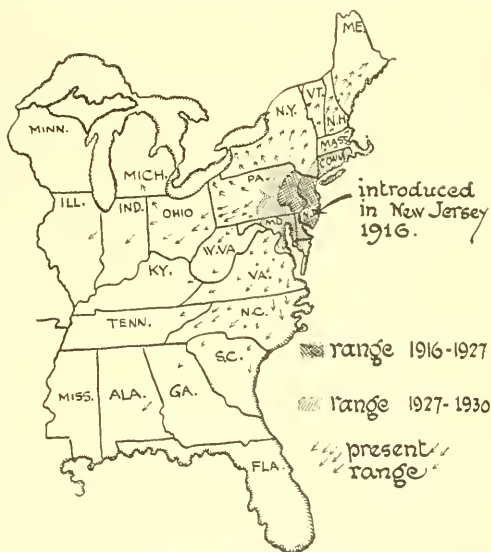 ME.
VT.
N.H.
N.Y.
MASS.
CONN.
MINN.
MICH.
PA.
introduced
in New Jersey
1916.
N.J.
MD.
ILL.
IND.
OHIO
W.VA.
KY.
VA.
TENN.
N.C.
S.C.
MISS.
ALA.
GA.
FLA.
range 1916-1927
range 1927-1930
present
range